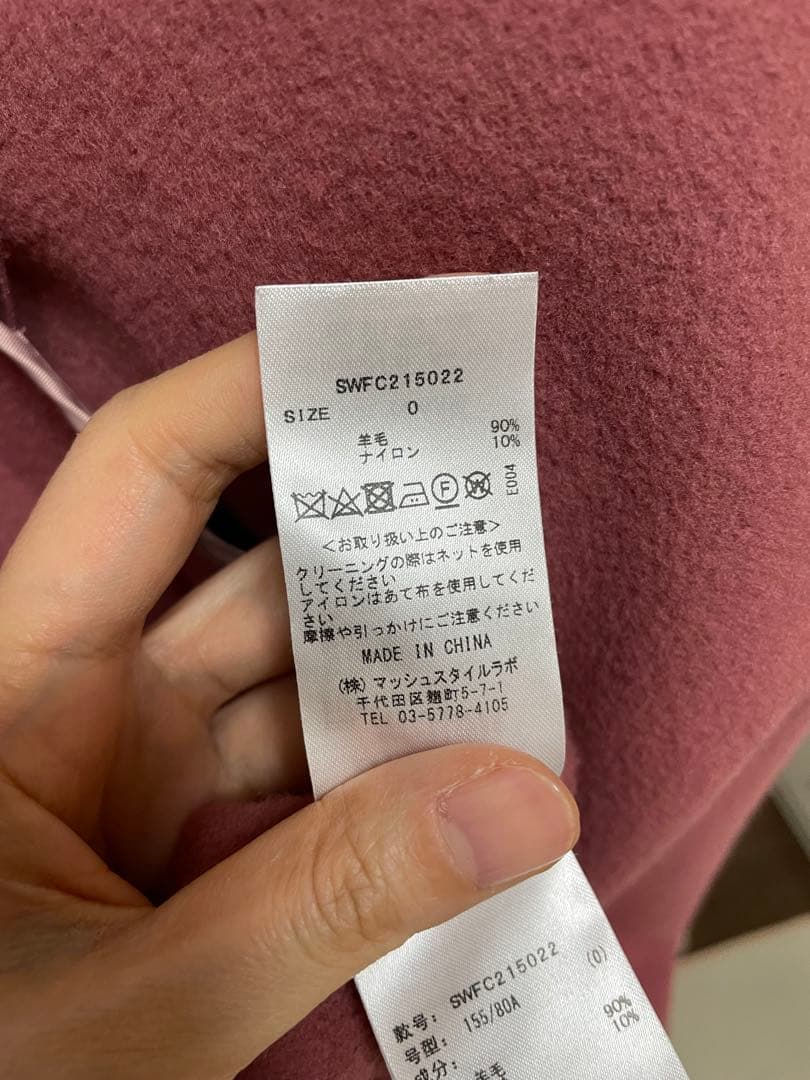 SWFC215022
SIZE 0
羊毛 90%
ナイロン 10%
F W E004
<お取り扱い上のご注意>
クリーニングの際はネットを使用
してください
アイロンはあて布を使用してくだ
さい
摩擦や引っかけにご注意ください
MADE IN CHINA
(株)マッシュスタイルラボ
千代田区麹町5-7-1
TEL 03-5778-4105
款号: SWFC215022 (0)
号型: 155/80A
成分: 90%
羊毛 10%